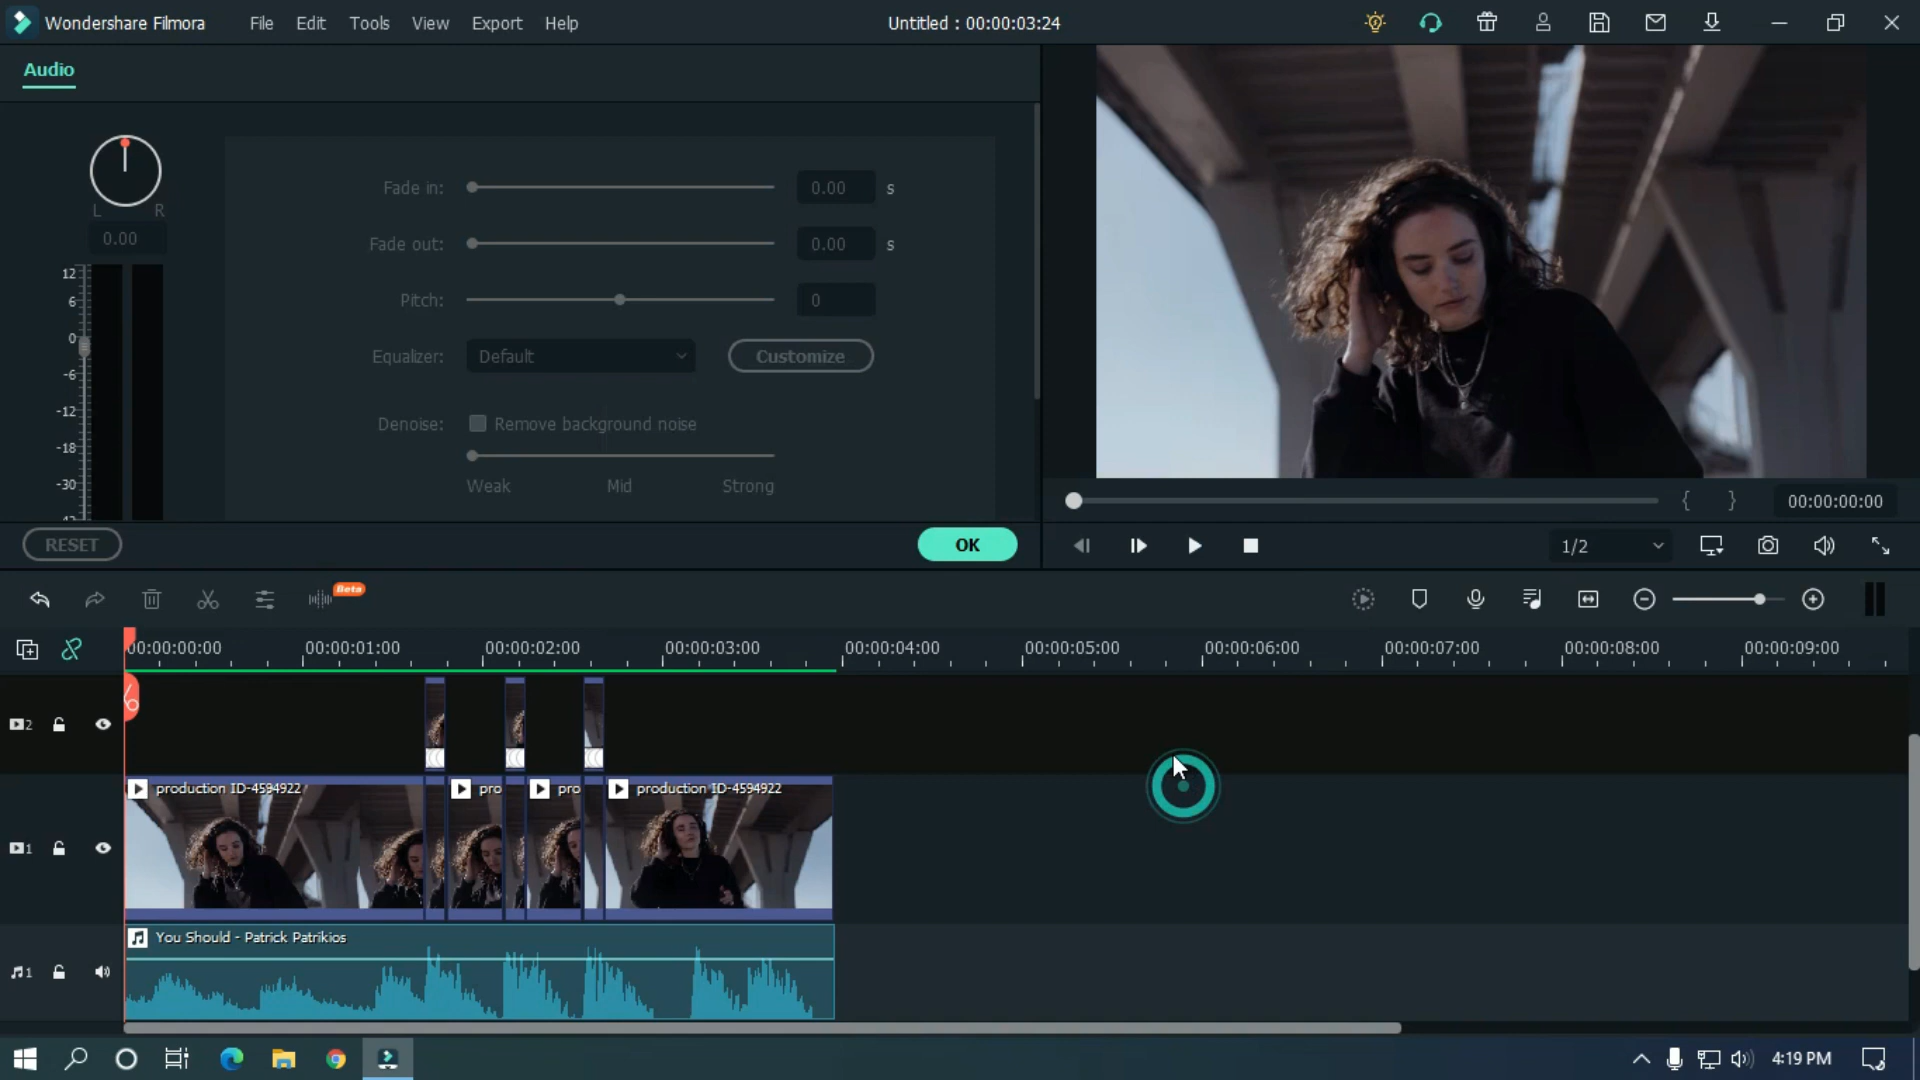 Wondershare Filmora File Edit Tools View Export Help Untitled : 00:00:03:24
Audio
L R
0.00
12
6
0
-6
-12
-18
-30
Fade in: 0.00 s
Fade out: 0.00 s
Pitch: 0
Equalizer: Default Customize
Denoise: Remove background noise
Weak Mid Strong
RESET OK
{ } 00:00:00:00
1/2
Beta
00:00:00:00 00:00:01:00 00:00:02:00 00:00:03:00 00:00:04:00 00:00:05:00 00:00:06:00 00:00:07:00 00:00:08:00 00:00:09:00
2
production ID-4594922 pro pro production ID-4594922
1
You Should - Patrick Patrikios
1
4:19 PM